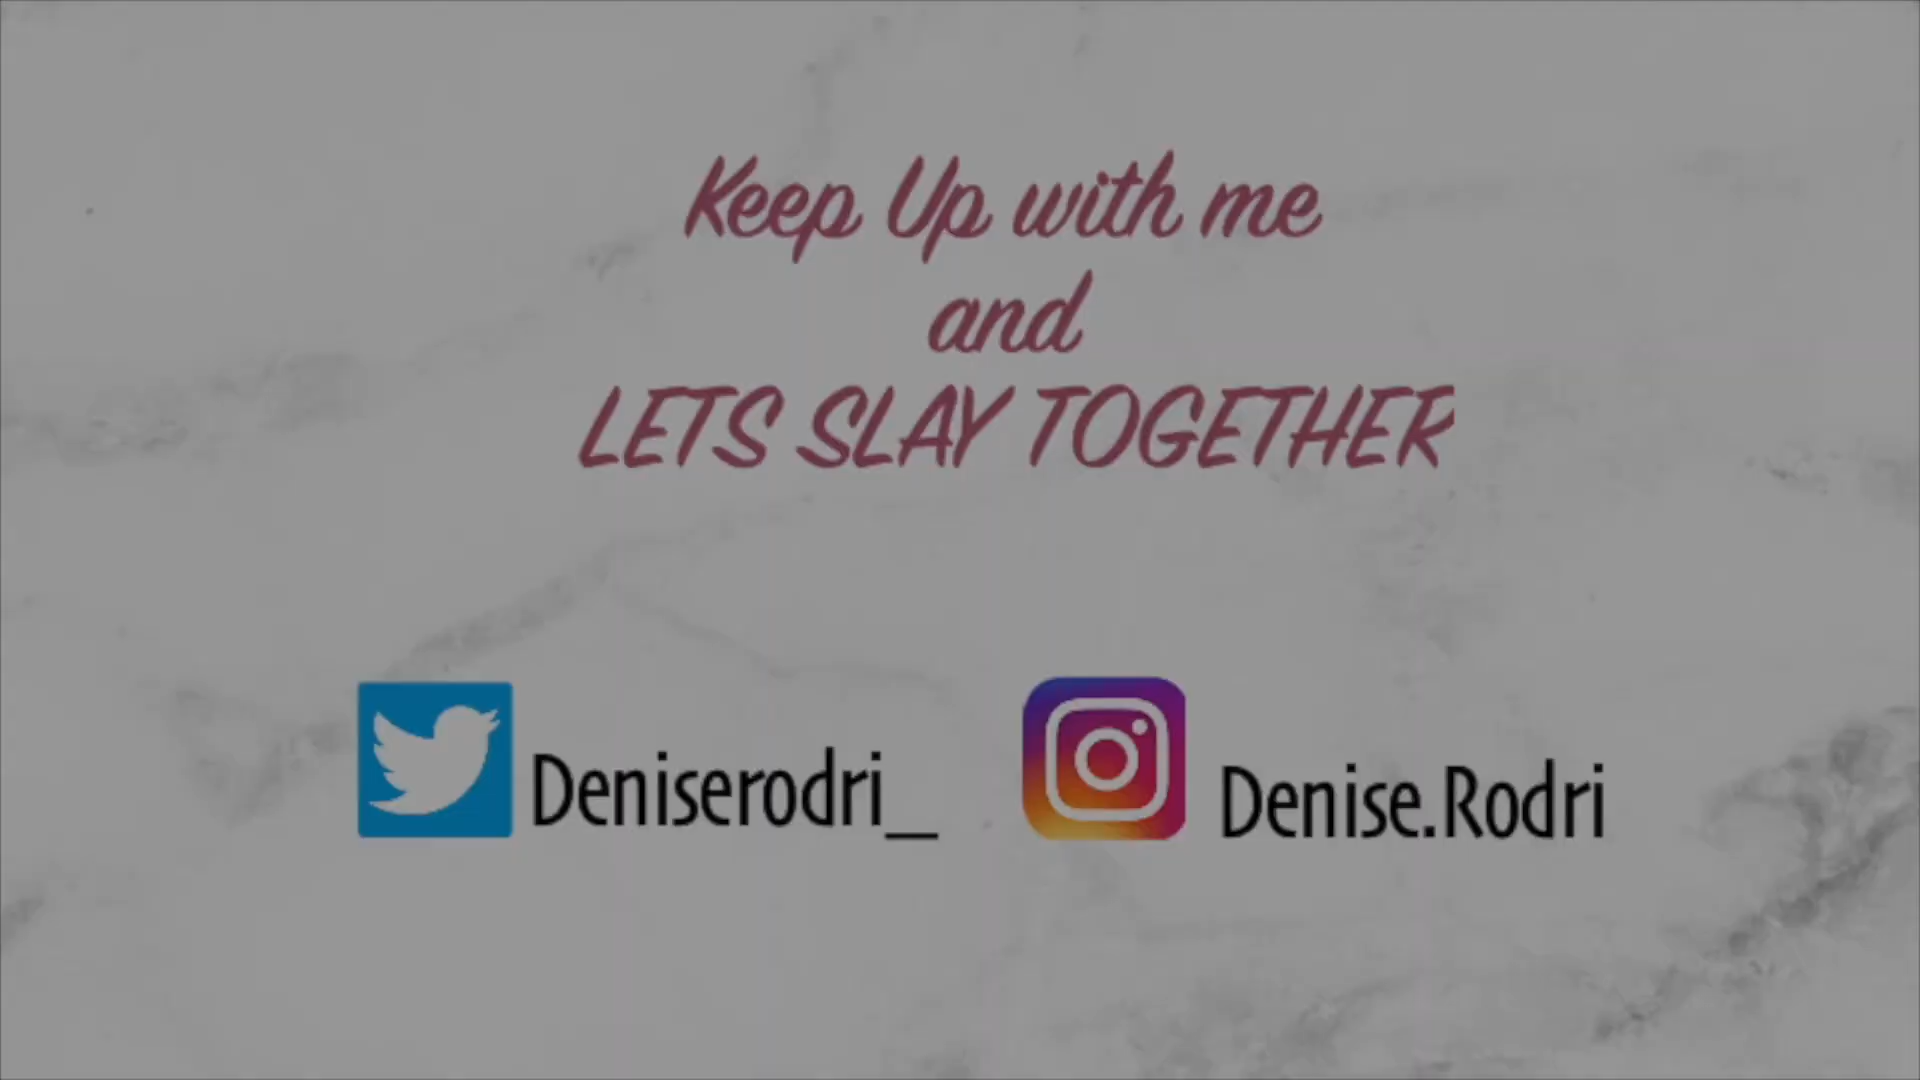 Keep Up with me
and
LETS SLAY TOGETHER
Deniserodri_
Denise.Rodri